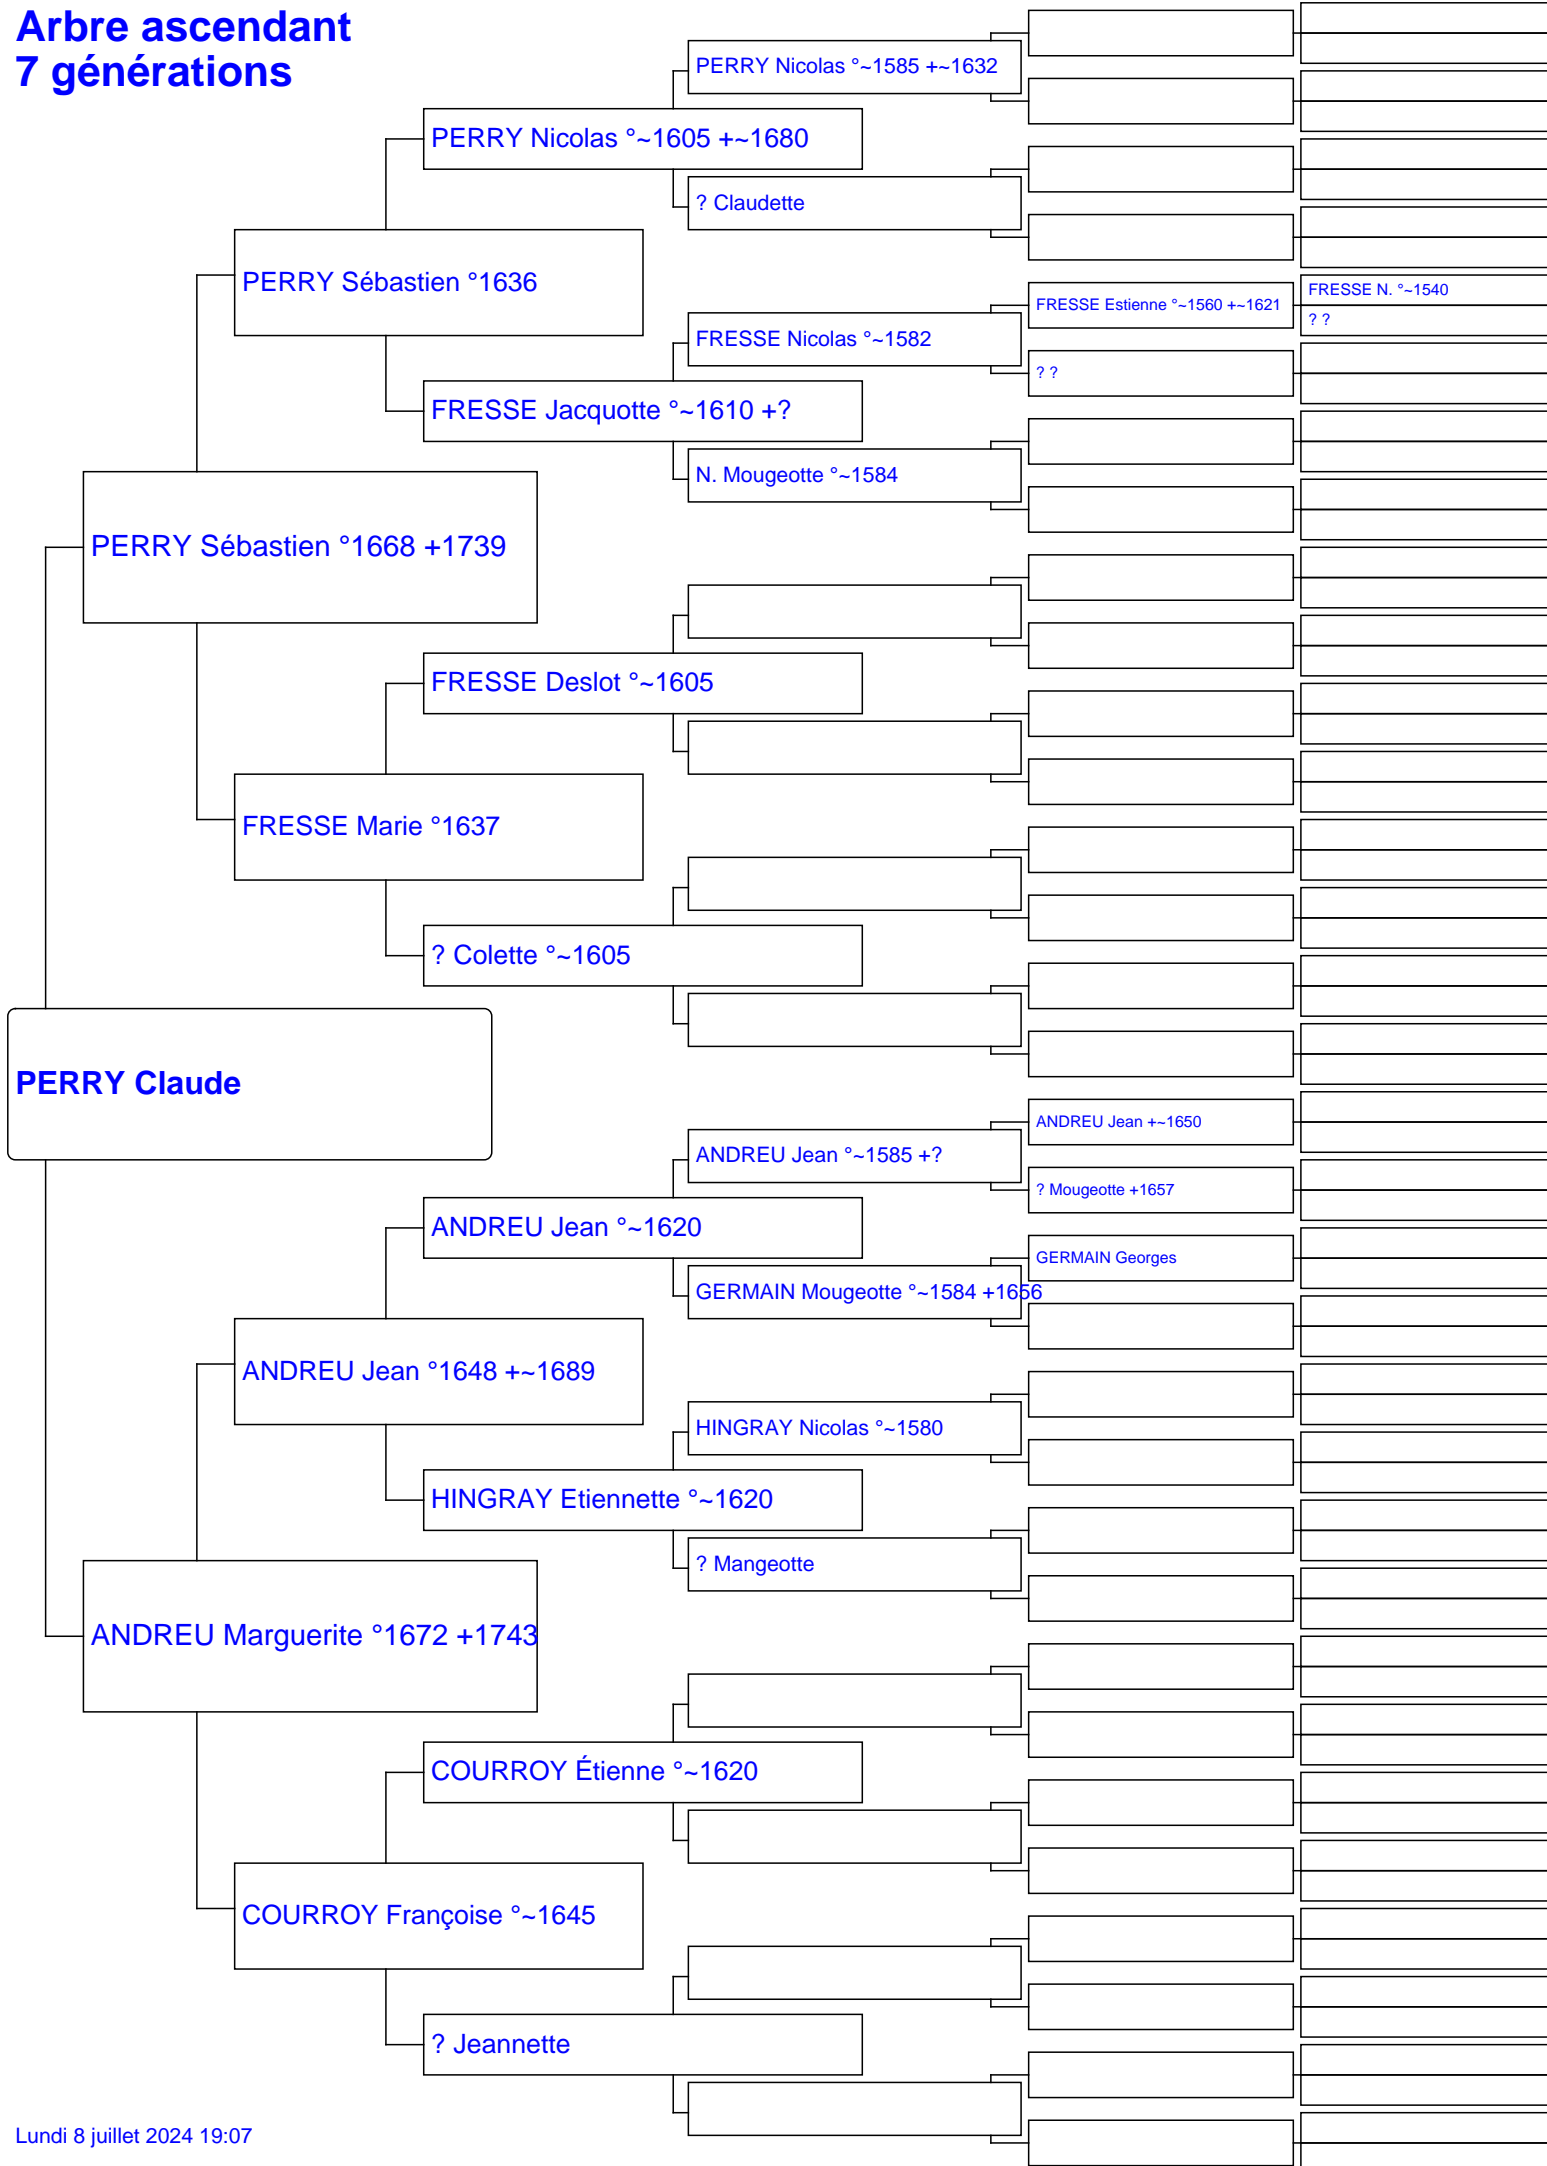 Arbre ascendant
7 générations
PERRY Nicolas °~1585 +~1632
PERRY Nicolas °~1605 +~1680
? Claudette
PERRY Sébastien °1636
FRESSE N. °~1540
FRESSE Estienne °~1560 +~1621
? ?
FRESSE Nicolas °~1582
? ?
FRESSE Jacquotte °~1610 +?
N. Mougeotte °~1584
PERRY Sébastien °1668 +1739
FRESSE Deslot °~1605
FRESSE Marie °1637
? Colette °~1605
PERRY Claude
ANDREU Jean +~1650
ANDREU Jean °~1585 +?
? Mougeotte +1657
ANDREU Jean °~1620
GERMAIN Georges
GERMAIN Mougeotte °~1584 +1656
ANDREU Jean °1648 +~1689
HINGRAY Nicolas °~1580
HINGRAY Etiennette °~1620
? Mangeotte
ANDREU Marguerite °1672 +1743
COURROY Étienne °~1620
COURROY Françoise °~1645
? Jeannette
Lundi 8 juillet 2024 19:07